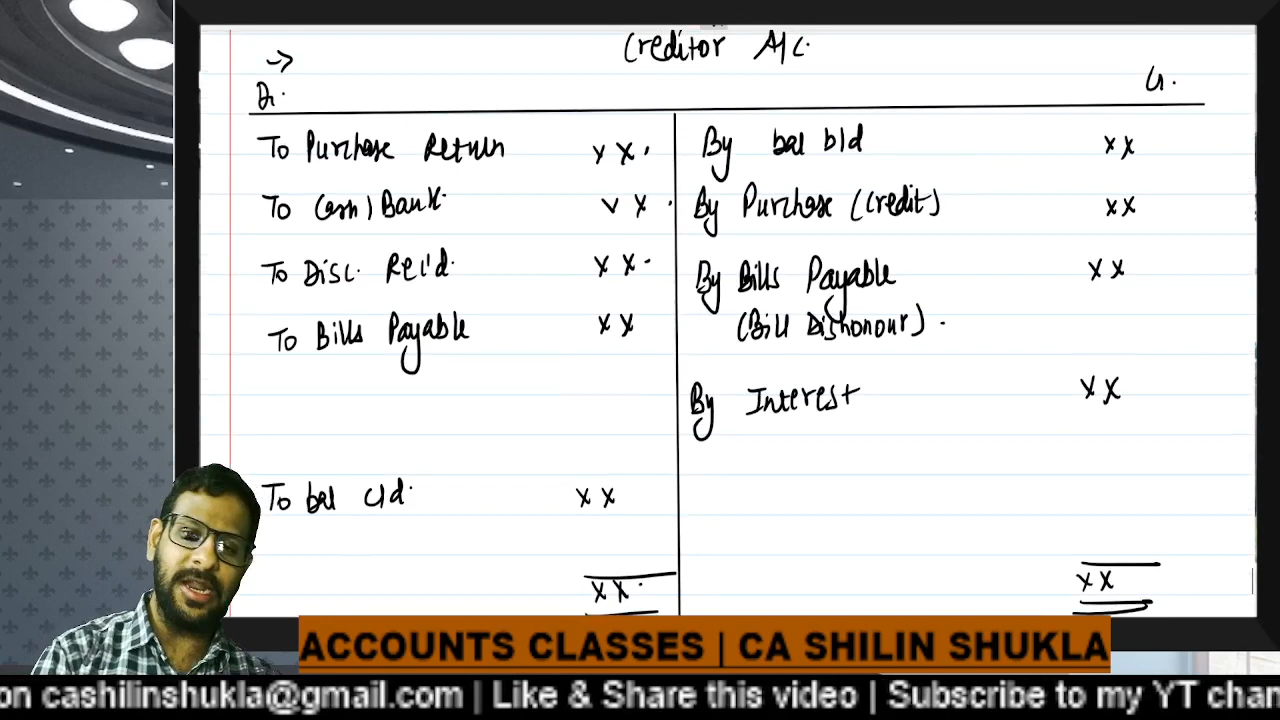 Creditor A/c.
→
Dr.
Cr.
To Purchase Return xx.
To Cash/Bank. xx.
To Disc. Rec'd. xx.
To Bills Payable xx
To bal c/d. xx
xx.
By bal b/d xx
By Purchase (Credit) xx
By Bills Payable xx
(Bill Dishonour).
By Interest xx
xx
ACCOUNTS CLASSES | CA SHILIN SHUKLA
on cashilinshukla@gmail.com | Like & Share this video | Subscribe to my YT chan